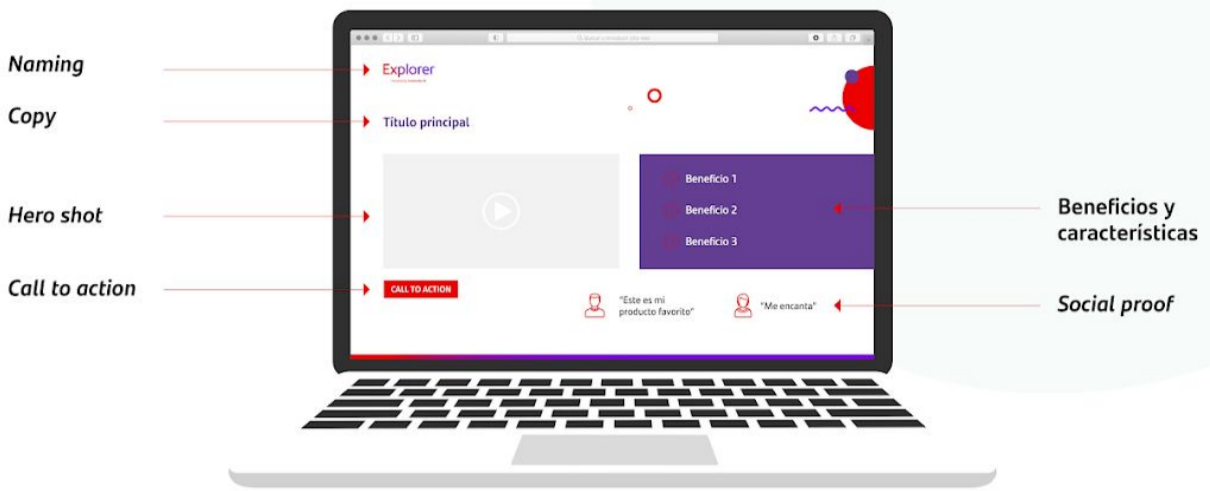 Naming
Copy
Hero shot
Call to action
Explorer
Título principal
Beneficio 1
Beneficio 2
Beneficio 3
CALL TO ACTION
"Este es mi
producto favorito"
"Me encanta"
Beneficios y
características
Social proof